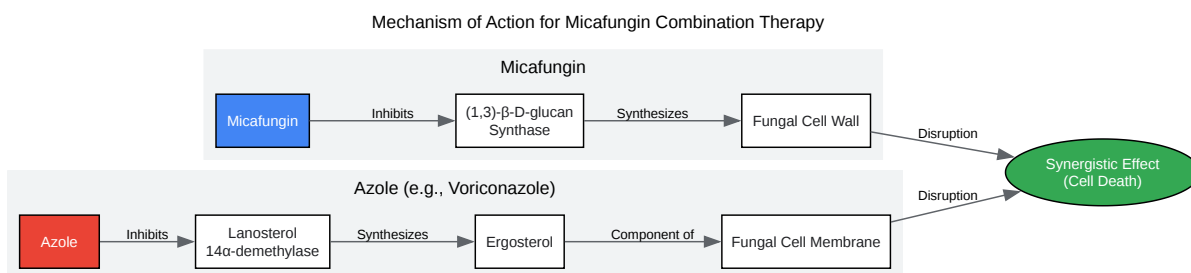 Mechanism of Action for Micafungin Combination Therapy
Micafungin
Micafungin
Inhibits
(1,3)-β-D-glucan
Synthase
Synthesizes
Fungal Cell Wall
Disruption
Azole (e.g., Voriconazole)
Azole
Inhibits
Lanosterol
14α-demethylase
Synthesizes
Ergosterol
Component of
Fungal Cell Membrane
Disruption
Synergistic Effect
(Cell Death)